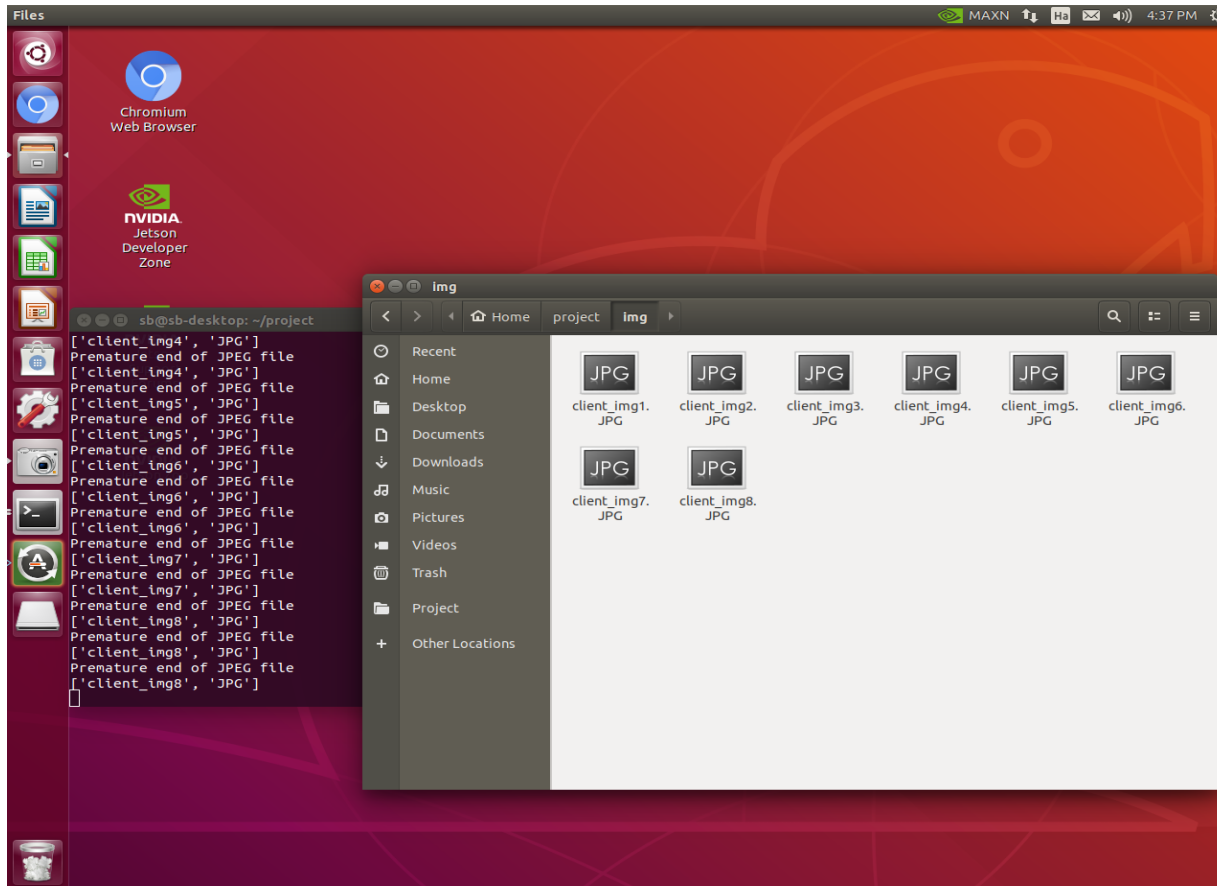 Files
MAXN
Ha
4:37 PM
Chromium
Web Browser
NVIDIA.
Jetson
Developer
Zone
sb@sb-desktop: ~/project
['client_img4', 'JPG']
Premature end of JPEG file
['client_img4', 'JPG']
Premature end of JPEG file
['client_img5', 'JPG']
Premature end of JPEG file
['client_img5', 'JPG']
Premature end of JPEG file
['client_img6', 'JPG']
Premature end of JPEG file
['client_img6', 'JPG']
Premature end of JPEG file
['client_img6', 'JPG']
Premature end of JPEG file
['client_img7', 'JPG']
Premature end of JPEG file
['client_img7', 'JPG']
Premature end of JPEG file
['client_img8', 'JPG']
Premature end of JPEG file
['client_img8', 'JPG']
Premature end of JPEG file
['client_img8', 'JPG']
img
Home project img
Recent
Home
Desktop
Documents
Downloads
Music
Pictures
Videos
Trash
Project
Other Locations
JPG JPG JPG JPG JPG JPG
client_img1. client_img2. client_img3. client_img4. client_img5. client_img6.
JPG JPG JPG JPG JPG JPG
JPG JPG
client_img7. client_img8.
JPG JPG